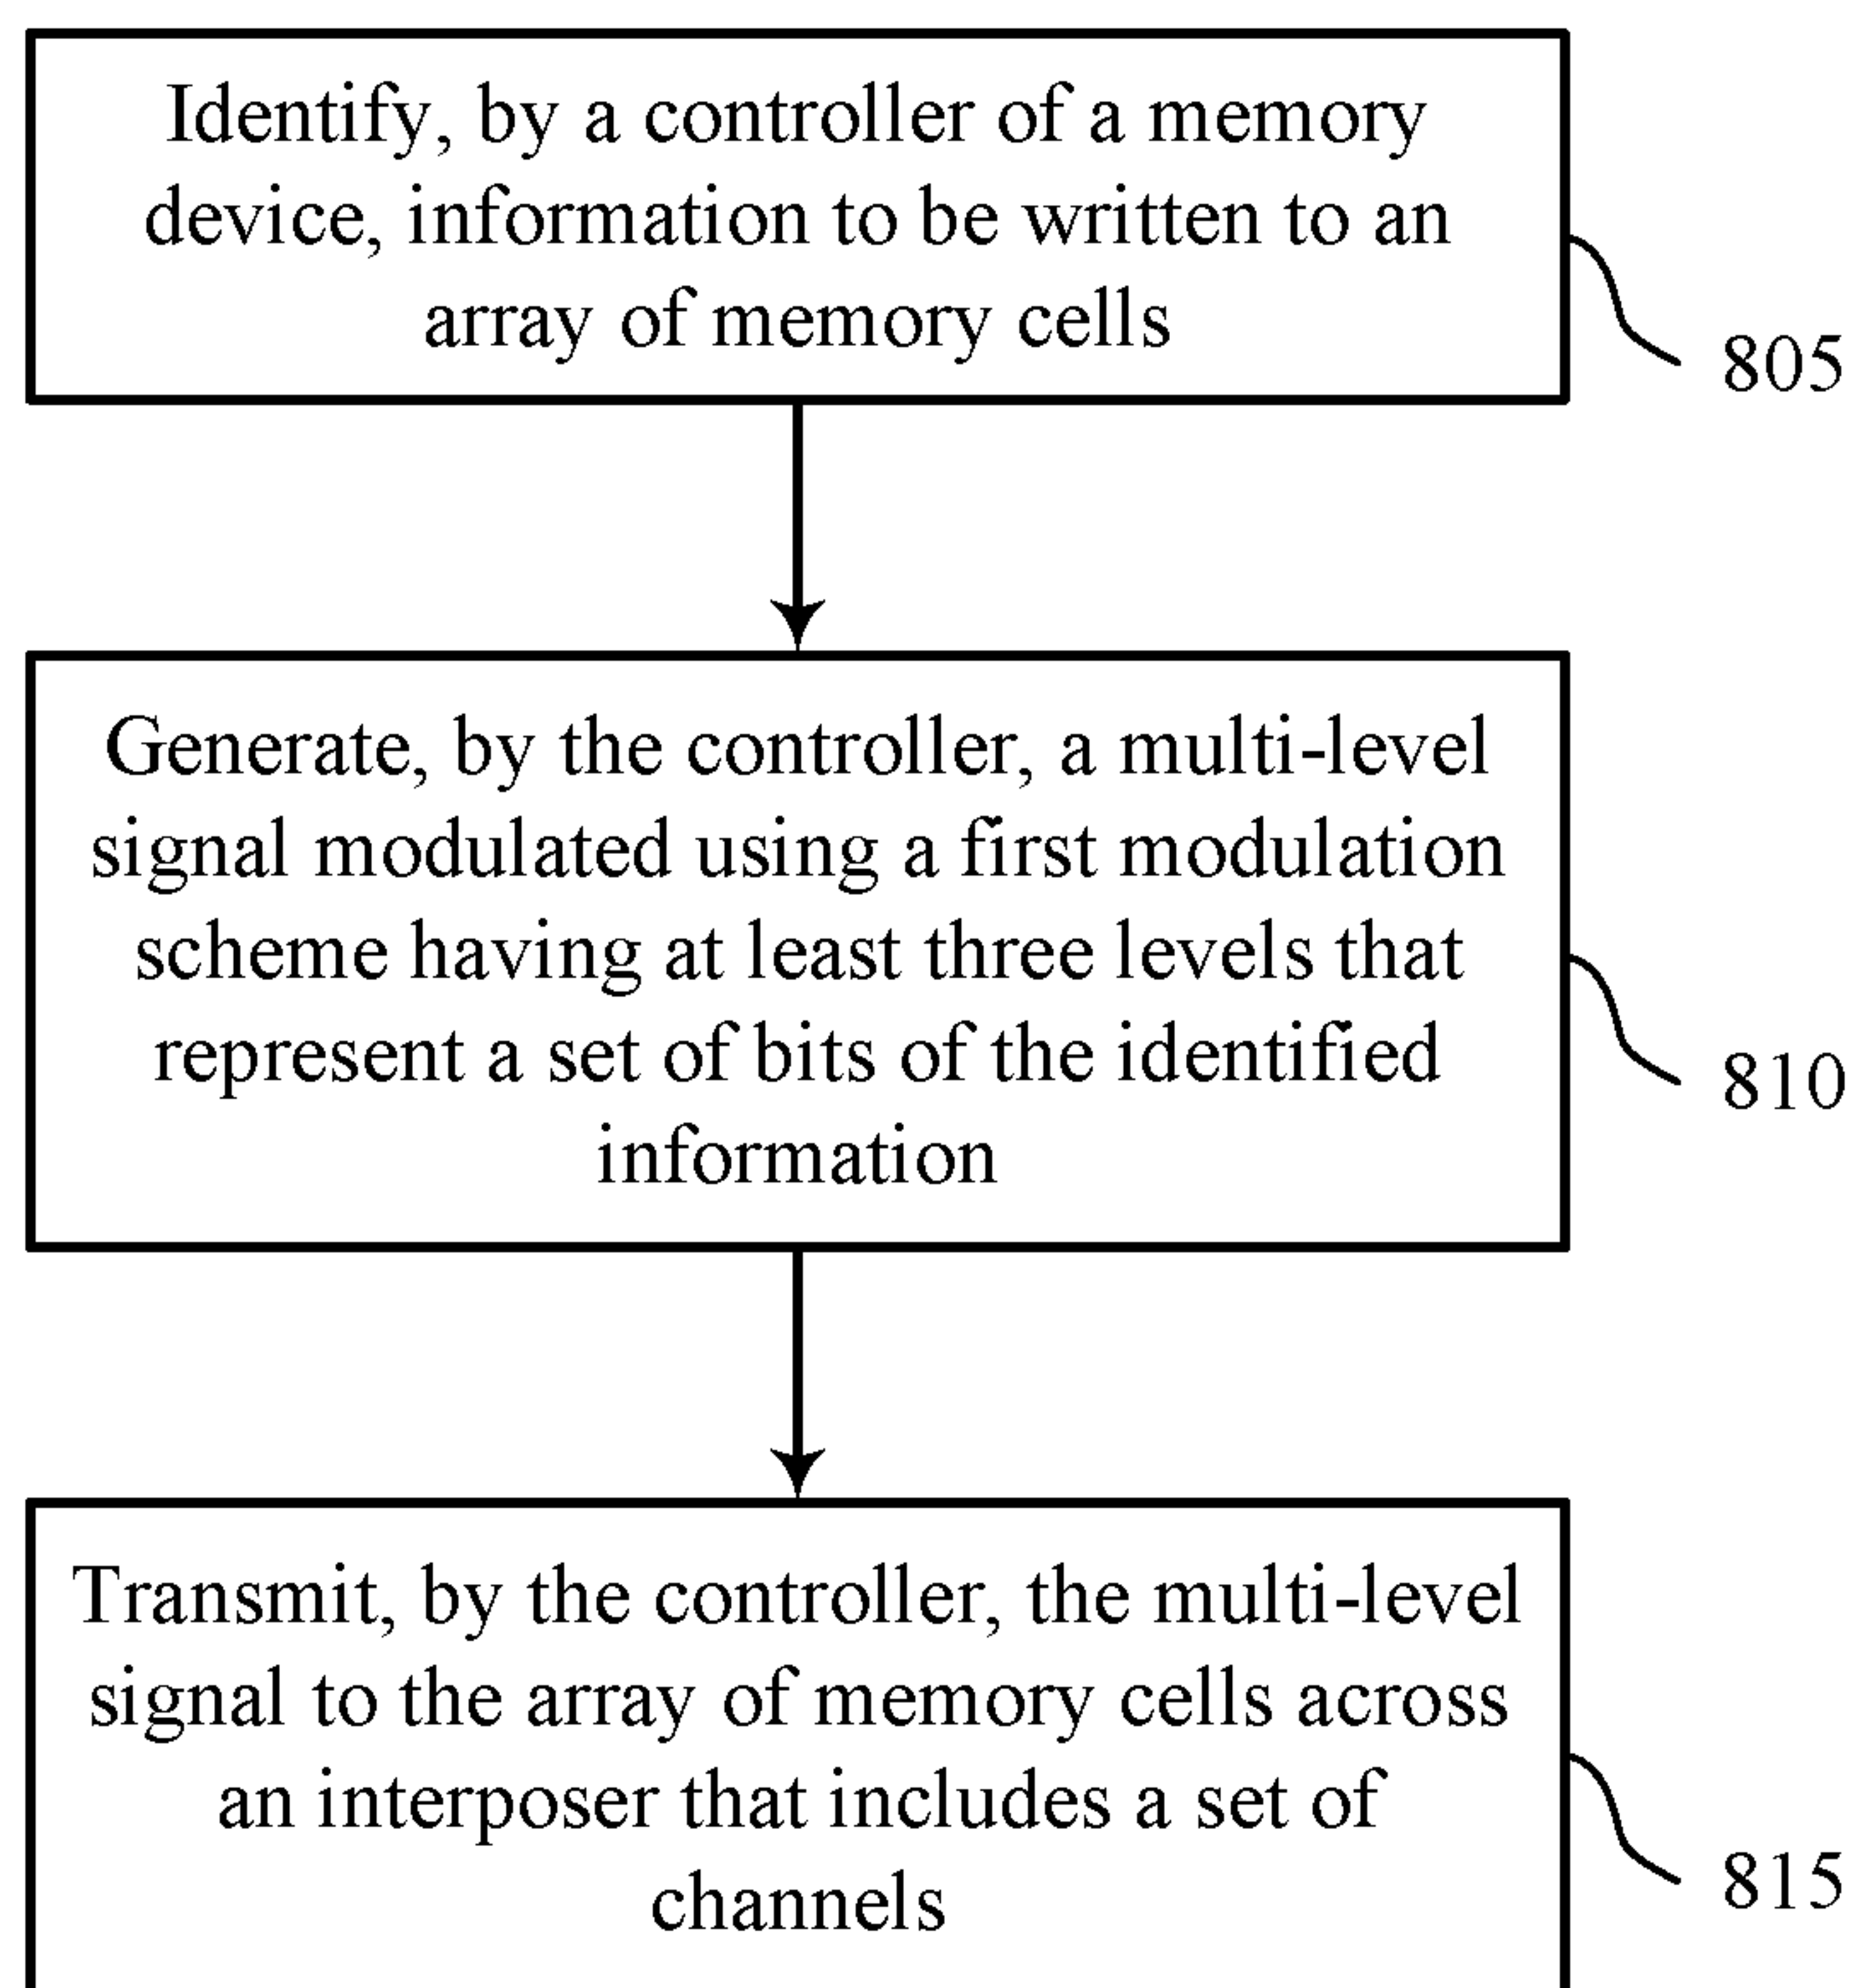 Identify, by a controller of a memory
device, information to be written to an
array of memory cells
805
Generate, by the controller, a multi-level
signal modulated using a first modulation
scheme having at least three levels that
represent a set of bits of the identified
information
810
Transmit, by the controller, the multi-level
signal to the array of memory cells across
an interposer that includes a set of
channels
815